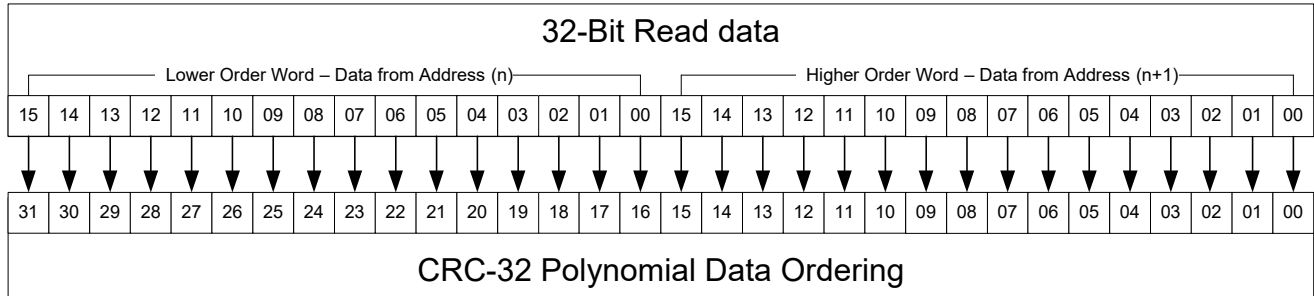 32-Bit Read data
Lower Order Word – Data from Address (n) Higher Order Word – Data from Address (n+1)
15 14 13 12 11 10 09 08 07 06 05 04 03 02 01 00 15 14 13 12 11 10 09 08 07 06 05 04 03 02 01 00
31 30 29 28 27 26 25 24 23 22 21 20 19 18 17 16 15 14 13 12 11 10 09 08 07 06 05 04 03 02 01 00
CRC-32 Polynomial Data Ordering